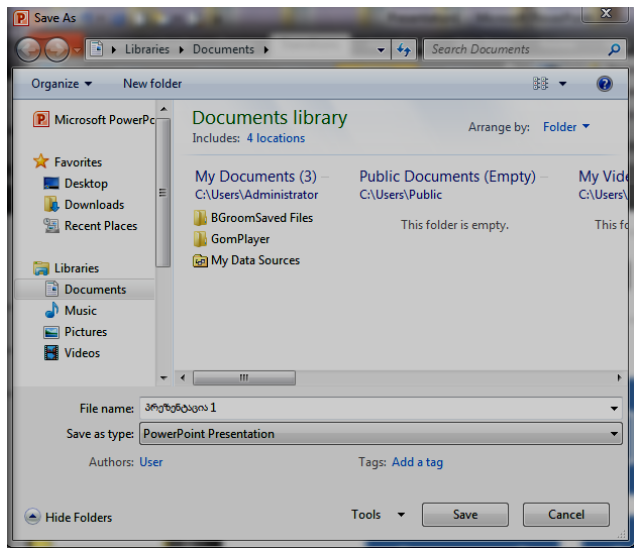 Save As
Libraries Documents Search Documents
Organize New folder
Microsoft PowerPc
Favorites
Desktop
Downloads
Recent Places
Libraries
Documents
Music
Pictures
Videos
Documents library
Includes: 4 locations
Arrange by: Folder
My Documents (3)
C:\Users\Administrator
BGroomSaved Files
GomPlayer
My Data Sources
Public Documents (Empty)
C:\Users\Public
This folder is empty.
My Vide
C:\Users\
This fo
File name: პრეზენტაცია 1
Save as type: PowerPoint Presentation
Authors: User Tags: Add a tag
Hide Folders Tools Save Cancel